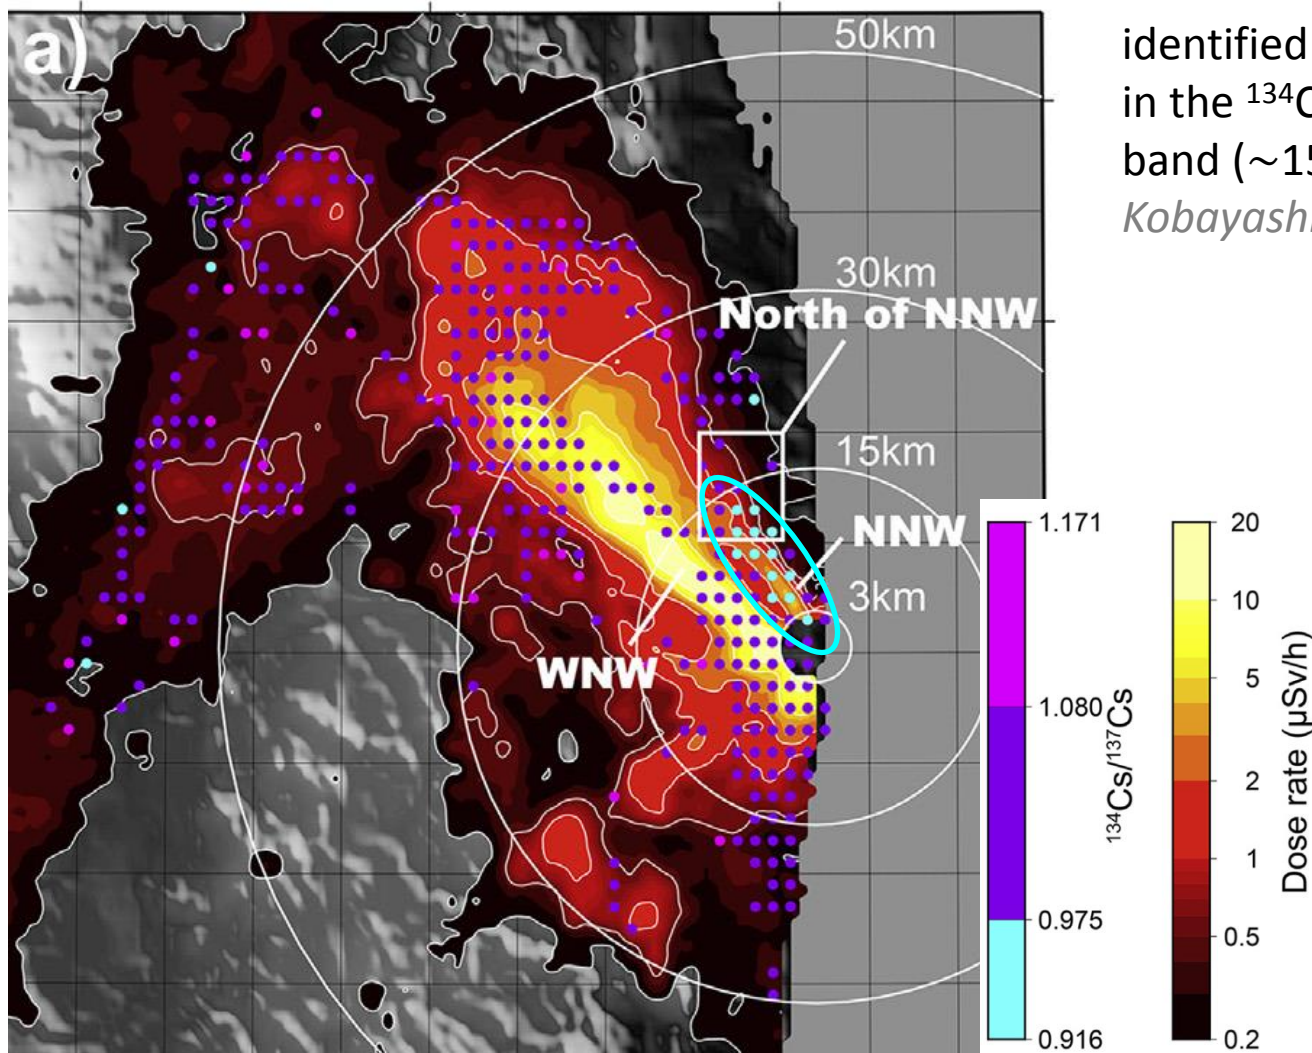 a)
50km
identified
in the ¹³⁴C
band (~15
Kobayashi
30km
North of NNW
15km
NNW
3km
WNW
1.171
1.080
0.975
0.916
¹³⁴Cs/¹³⁷Cs
20
10
5
2
1
0.5
0.2
Dose rate (μSv/h)